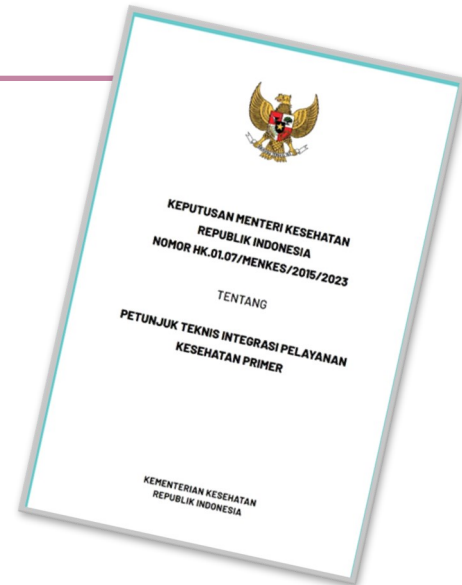 KEPUTUSAN MENTERI KESEHATAN
REPUBLIK INDONESIA
NOMOR HK.01.07/MENKES/2015/2023
TENTANG
PETUNJUK TEKNIS INTEGRASI PELAYANAN
KESEHATAN PRIMER
KEMENTERIAN KESEHATAN
REPUBLIK INDONESIA